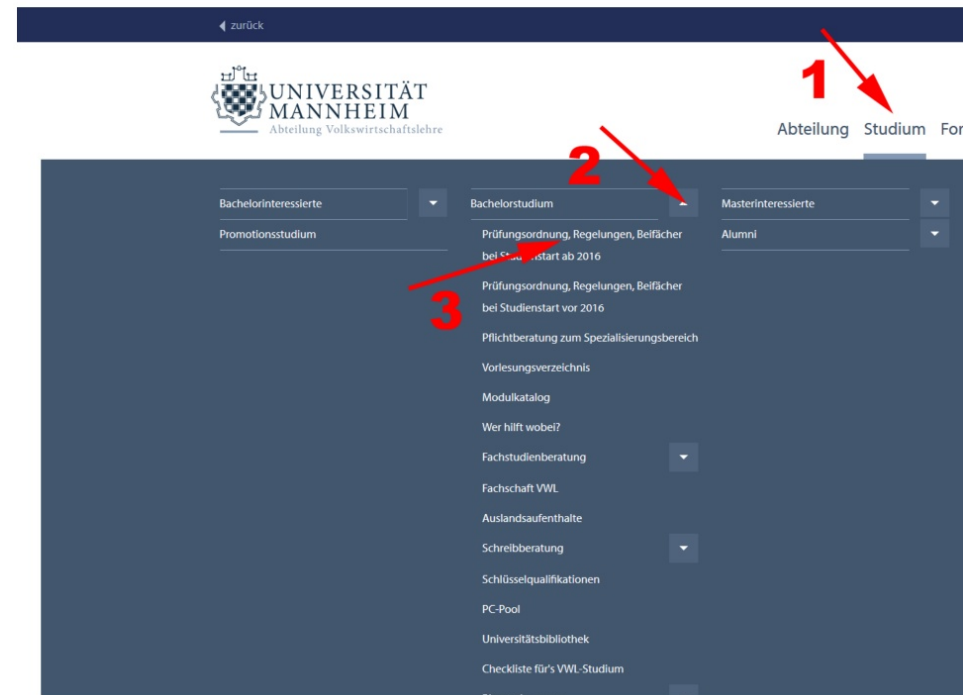 zurück
1
UNIVERSITÄT
MANNHEIM
Abteilung Volkswirtschaftslehre
Abteilung Studium For
2
Bachelorinteressierte
Promotionsstudium
Bachelorstudium
Prüfungsordnung, Regelungen, Beifächer
bei Studienstart ab 2016
3
Prüfungsordnung, Regelungen, Beifächer
bei Studienstart vor 2016
Pflichtberatung zum Spezialisierungsbereich
Vorlesungsverzeichnis
Modulkatalog
Wer hilft wobei?
Fachstudienberatung
Fachschaft VWL
Auslandsaufenthalte
Schreibberatung
Schlüsselqualifikationen
PC-Pool
Universitätsbibliothek
Checkliste für's VWL-Studium
Masterinteressierte
Alumni